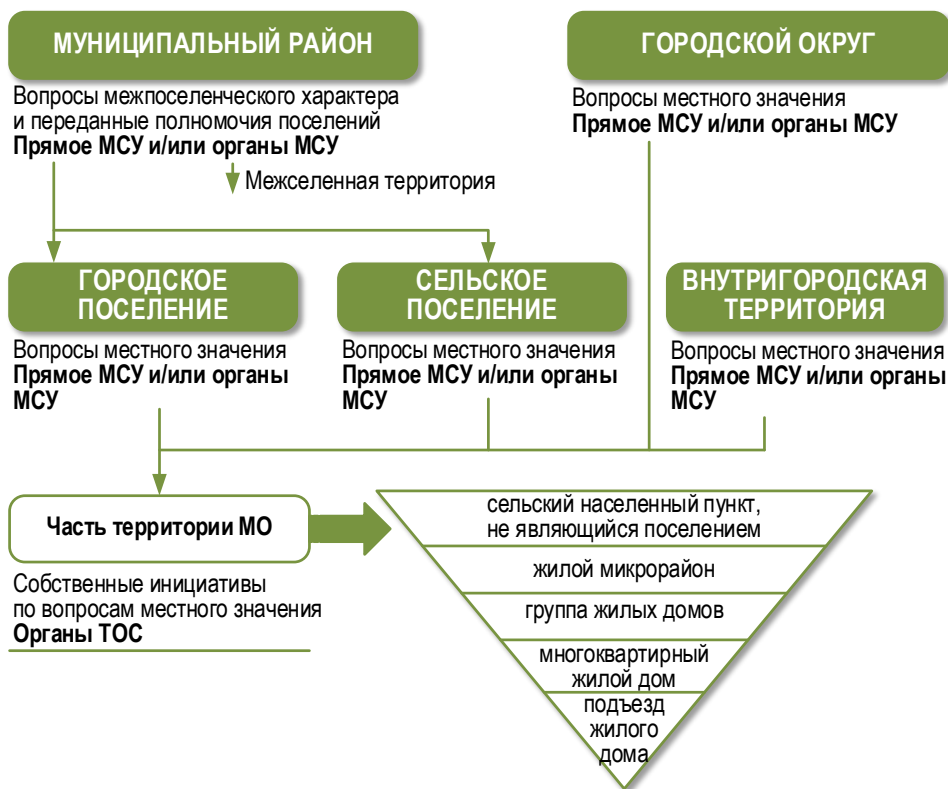 МУНИЦИПАЛЬНЫЙ РАЙОН
Вопросы межпоселенческого характера
и переданные полномочия поселений
Прямое МСУ и/или органы МСУ
Межселенная территория
ГОРОДСКОЙ ОКРУГ
Вопросы местного значения
Прямое МСУ и/или органы МСУ
ГОРОДСКОЕ
ПОСЕЛЕНИЕ
Вопросы местного значения
Прямое МСУ и/или органы
МСУ
СЕЛЬСКОЕ
ПОСЕЛЕНИЕ
Вопросы местного значения
Прямое МСУ и/или органы
МСУ
ВНУТРИГОРОДСКАЯ
ТЕРРИТОРИЯ
Вопросы местного значения
Прямое МСУ и/или органы
МСУ
Часть территории МО
Собственные инициативы
по вопросам местного значения
Органы ТОС
сельский населенный пункт,
не являющийся поселением
жилой микрорайон
группа жилых домов
многоквартирный
жилой дом
подъезд
жилого
дома